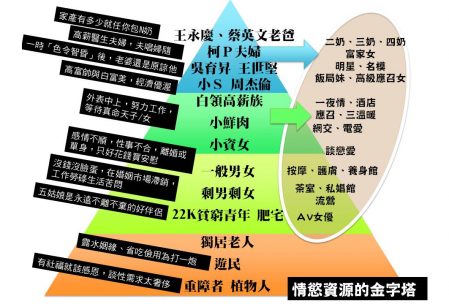 家產有多少就任你包N奶
高薪醫生夫婦，夫唱婦隨
一時「色令智昏」後，老婆還是原諒他
高富帥與白富美，經濟優渥
外表中上，努力工作，
等待真命天子/女
感情不順，性事不合，離婚或
單身，只好花錢買安慰
沒錢沒臉蛋，在婚姻市場滯銷，
工作勞碌生活苦悶
五姑娘是永遠不離不棄的好伴侶
露水姻緣、省吃儉用為打一炮
有社福就該感恩，談性需求太奢侈
王永慶、蔡英文老爸
柯P夫婦
吳育昇 王世堅
小S 周杰倫
白領高薪族
小鮮肉
小資女
一般男女
剩男剩女
22K貧窮青年 肥宅
獨居老人
遊民
重障者 植物人
二奶、三奶、四奶
富家女
明星、名模
飯局妹、高級應召女
一夜情、酒店
應召、三溫暖
網交、電愛
談戀愛
按摩、護膚、養身館
茶室、私娼館
流鶯
Av女優
情慾資源的金字塔